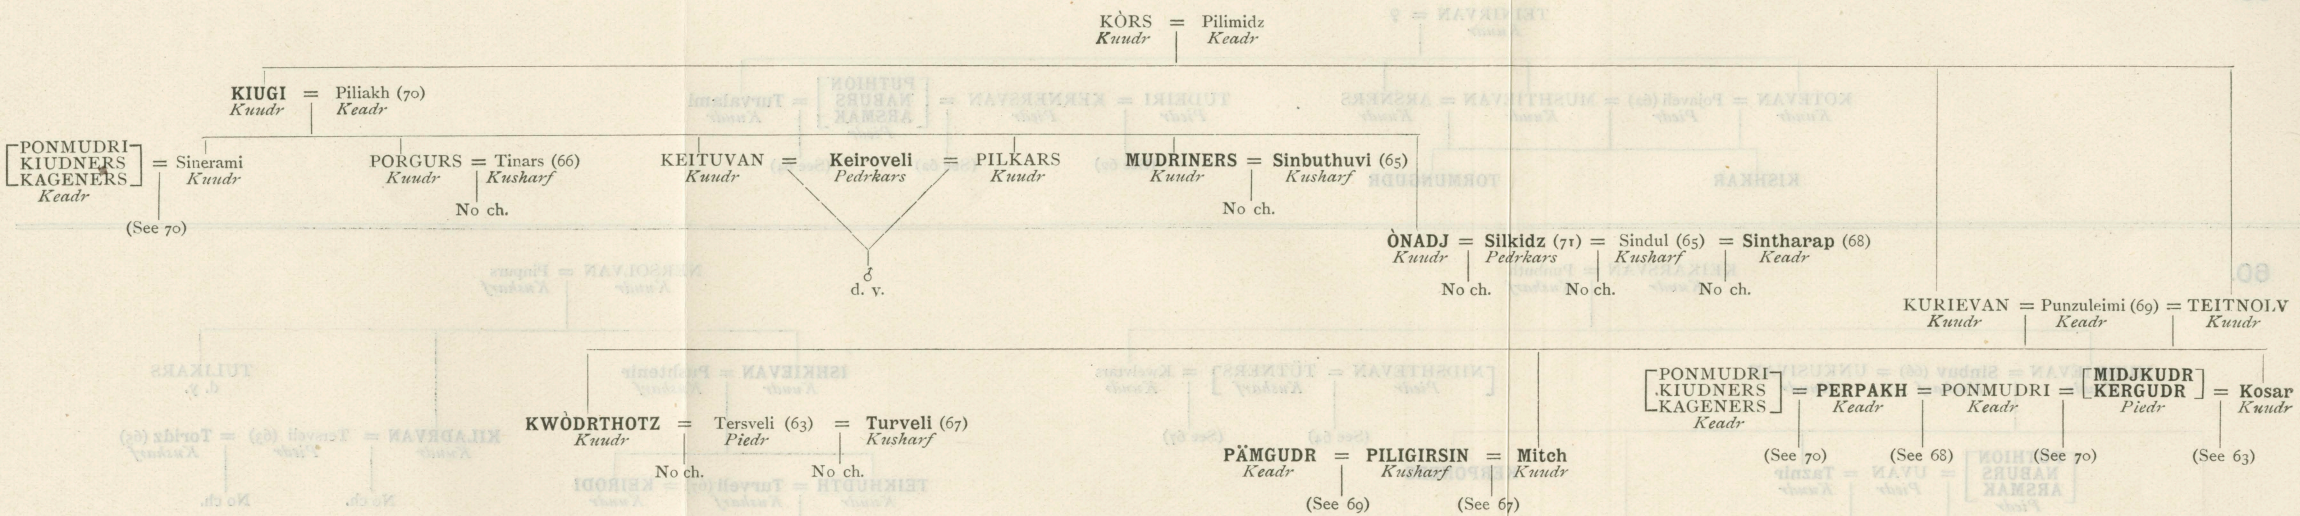 KÒRS = Pilimidz
Kuudr Keadr
KIUGI = Piliakh (70)
Kuudr Keadr
PONMUDRI
KIUDNERS = Sinerami
KAGENERS Kuudr
Keadr
(See 70)
PORGURS = Tinars (66)
Kuudr Kusharf
No ch.
KEITUVAN = Keiroveli = PILKARS
Kuudr Pedrkars Kuudr
♂
d. y.
MUDRINERS = Sinbuthuvi (65)
Kuudr Kusharf
No ch.
ÒNADJ = Silkidz (71) = Sindul (65) = Sintharap (68)
Kuudr Pedrkars Kusharf Keadr
No ch. No ch. No ch.
KURIEVAN = Punzuleimi (69) = TEITNOLV
Kuudr Keadr Kuudr
KWÒDRTHOTZ = Tersveli (63) = Turveli (67)
Kuudr Piedr Kusharf
No ch. No ch.
PÄMGUDR = PILIGIRSIN = Mitch
Keadr Kusharf Kuudr
(See 69) (See 67)
PONMUDRI MIDJKUDR
KIUDNERS = PERPAKH = PONMUDRI = KERGUDR = Kosar
KAGENERS Keadr Keadr Piedr Kuudr
Keadr
(See 70) (See 68) (See 70) (See 63)